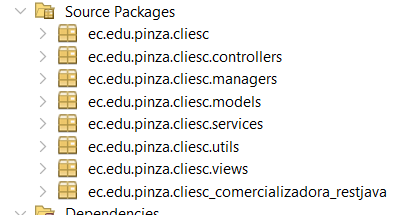 Source Packages
ec.edu.pinza.cliesc
ec.edu.pinza.cliesc.controllers
ec.edu.pinza.cliesc.managers
ec.edu.pinza.cliesc.models
ec.edu.pinza.cliesc.services
ec.edu.pinza.cliesc.utils
ec.edu.pinza.cliesc.views
ec.edu.pinza.cliesc_comercializadora_restjava
Dependencies